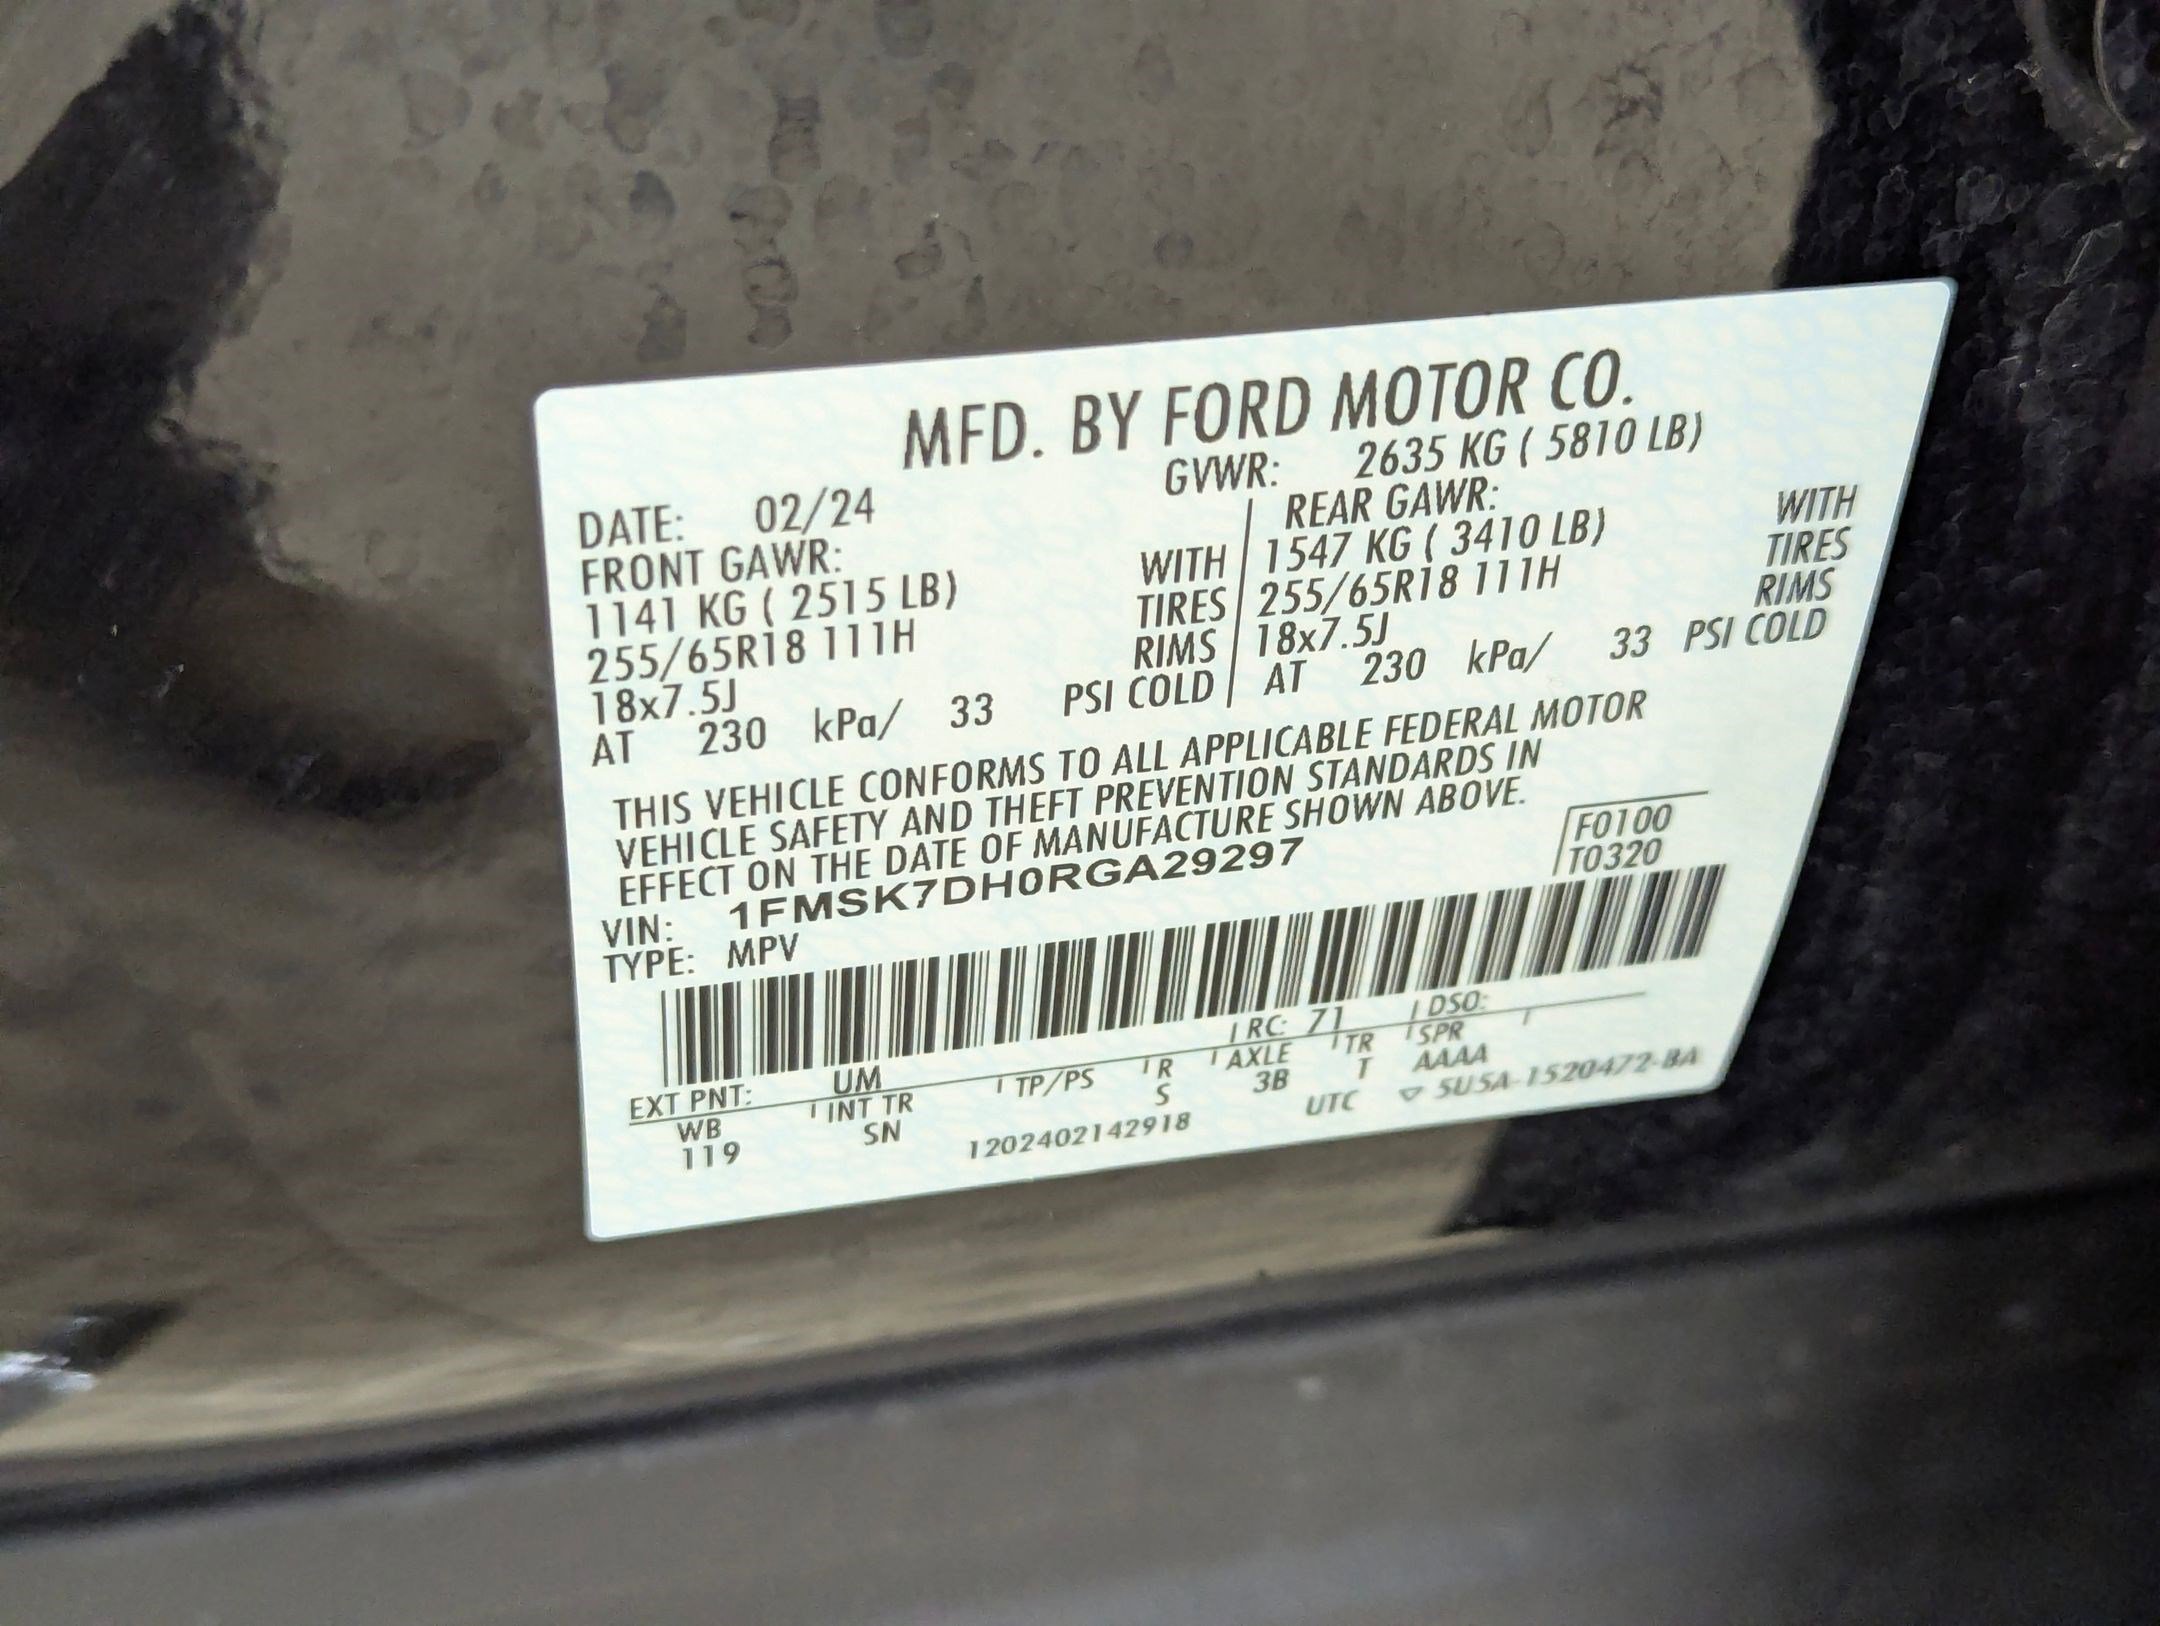 MFD. BY FORD MOTOR CO.
DATE: 02/24 GVWR: 2635 KG ( 5810 LB)
FRONT GAWR: REAR GAWR:
1141 KG ( 2515 LB) WITH 1547 KG ( 3410 LB) WITH
255/65R18 111H TIRES 255/65R18 111H TIRES
18x7.5J RIMS 18x7.5J RIMS
AT 230 kPa/ 33 PSI COLD AT 230 kPa/ 33 PSI COLD
THIS VEHICLE CONFORMS TO ALL APPLICABLE FEDERAL MOTOR
VEHICLE SAFETY AND THEFT PREVENTION STANDARDS IN
EFFECT ON THE DATE OF MANUFACTURE SHOWN ABOVE.
VIN: 1FMSK7DH0RGA29297 F0100
TYPE: MPV T0320
EXT PNT: UM RC: 71 DSO:
WB INT TR TP/PS R AXLE TR SPR
119 SN S 3B T AAAA
1202402142918 UTC ▽ 5U5A-1520472-BA